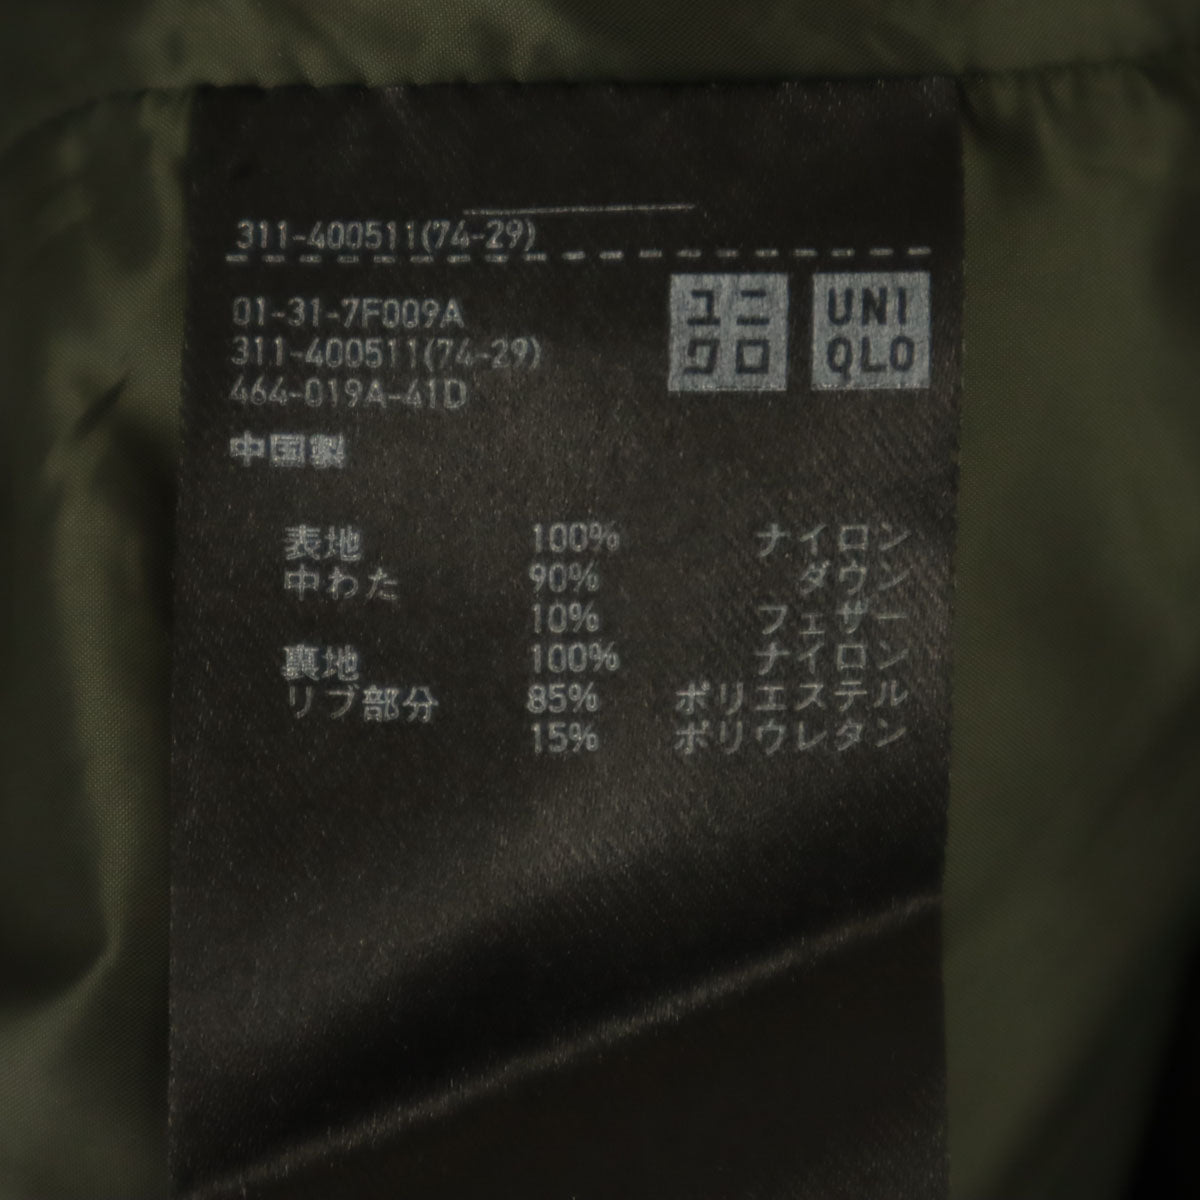 311-400511(74-29)
01-31-7F009A
311-400511(74-29)
464-019A-41D
ユニ
クロ
UNI
QLO
中国製
表地 100% ナイロン
中わた 90% ダウン
10% フェザー
裏地 100% ナイロン
リブ部分 85% ポリエステル
15% ポリウレタン